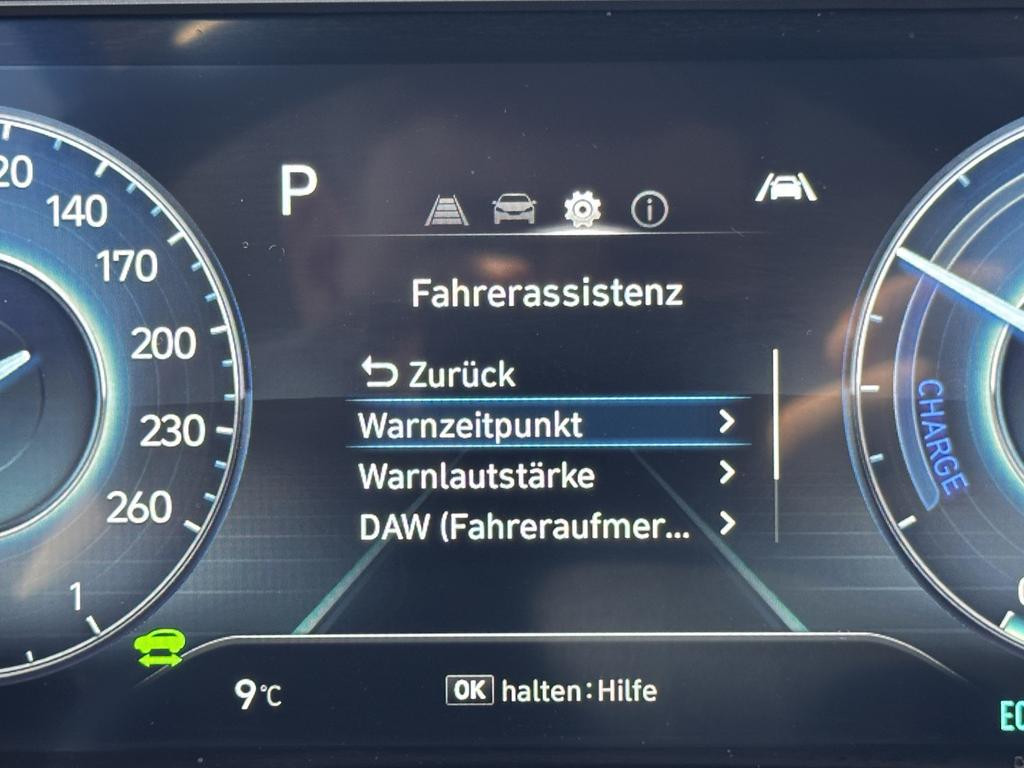 P
20
140
170
200
230
260
1
Fahrerassistenz
Zurück
Warnzeitpunkt
Warnlautstärke
DAW (Fahreraufmer...
CHARGE
9°C
OK halten:Hilfe